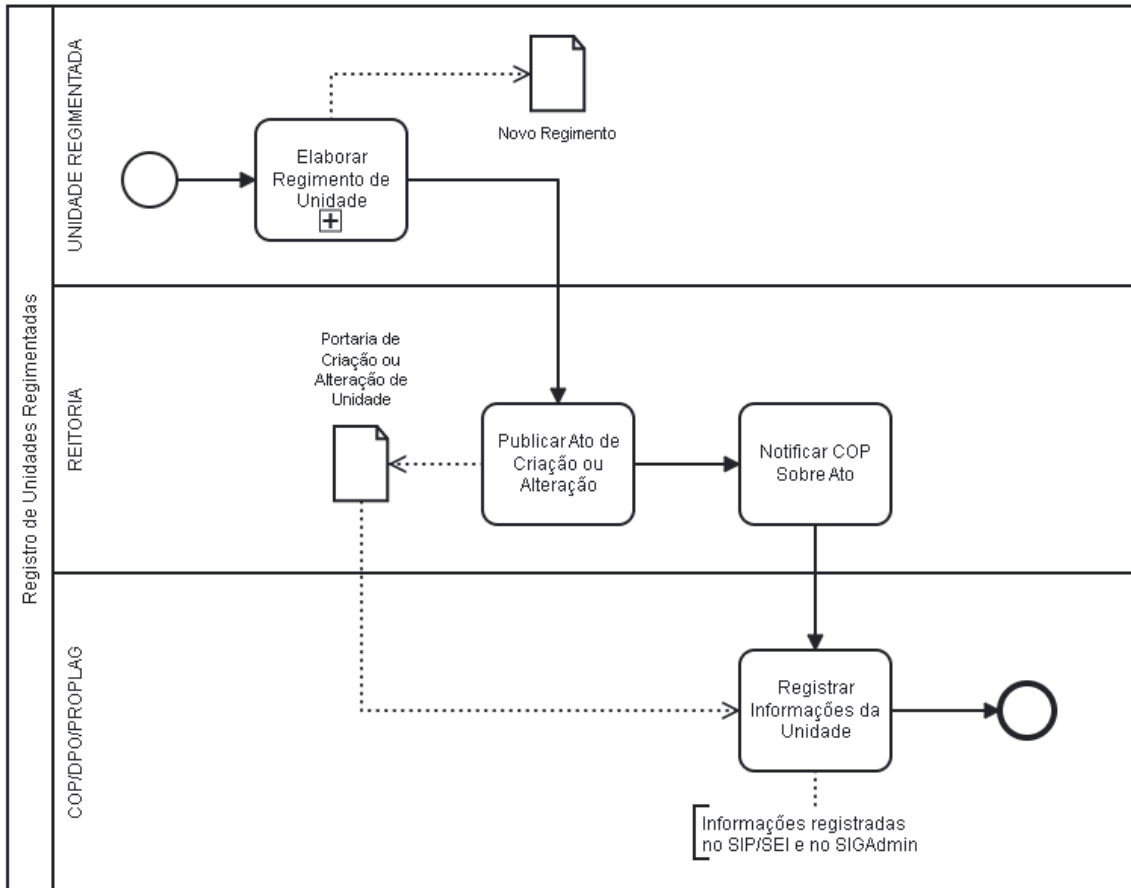 Registro de Unidades Regimentadas
UNIDADE REGIMENTADA
Elaborar
Regimento de
Unidade
Novo Regimento
REITORIA
Portaria de
Criação ou
Alteração de
Unidade
Publicar Ato de
Criação ou
Alteração
Notificar COP
Sobre Ato
COP/DPO/PROPLAG
Registrar
Informações da
Unidade
Informações registradas
no SIP/SEI e no SIGAdmin